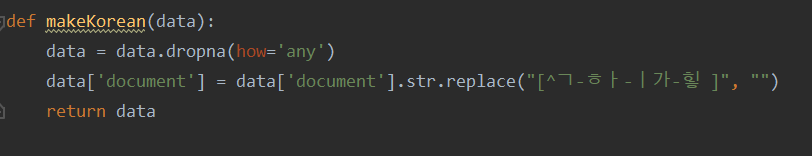 def makeKorean(data):
    data = data.dropna(how='any')
    data['document'] = data['document'].str.replace("[^ㄱ-ㅎㅏ-ㅣ가-힣 ]", "")
    return data